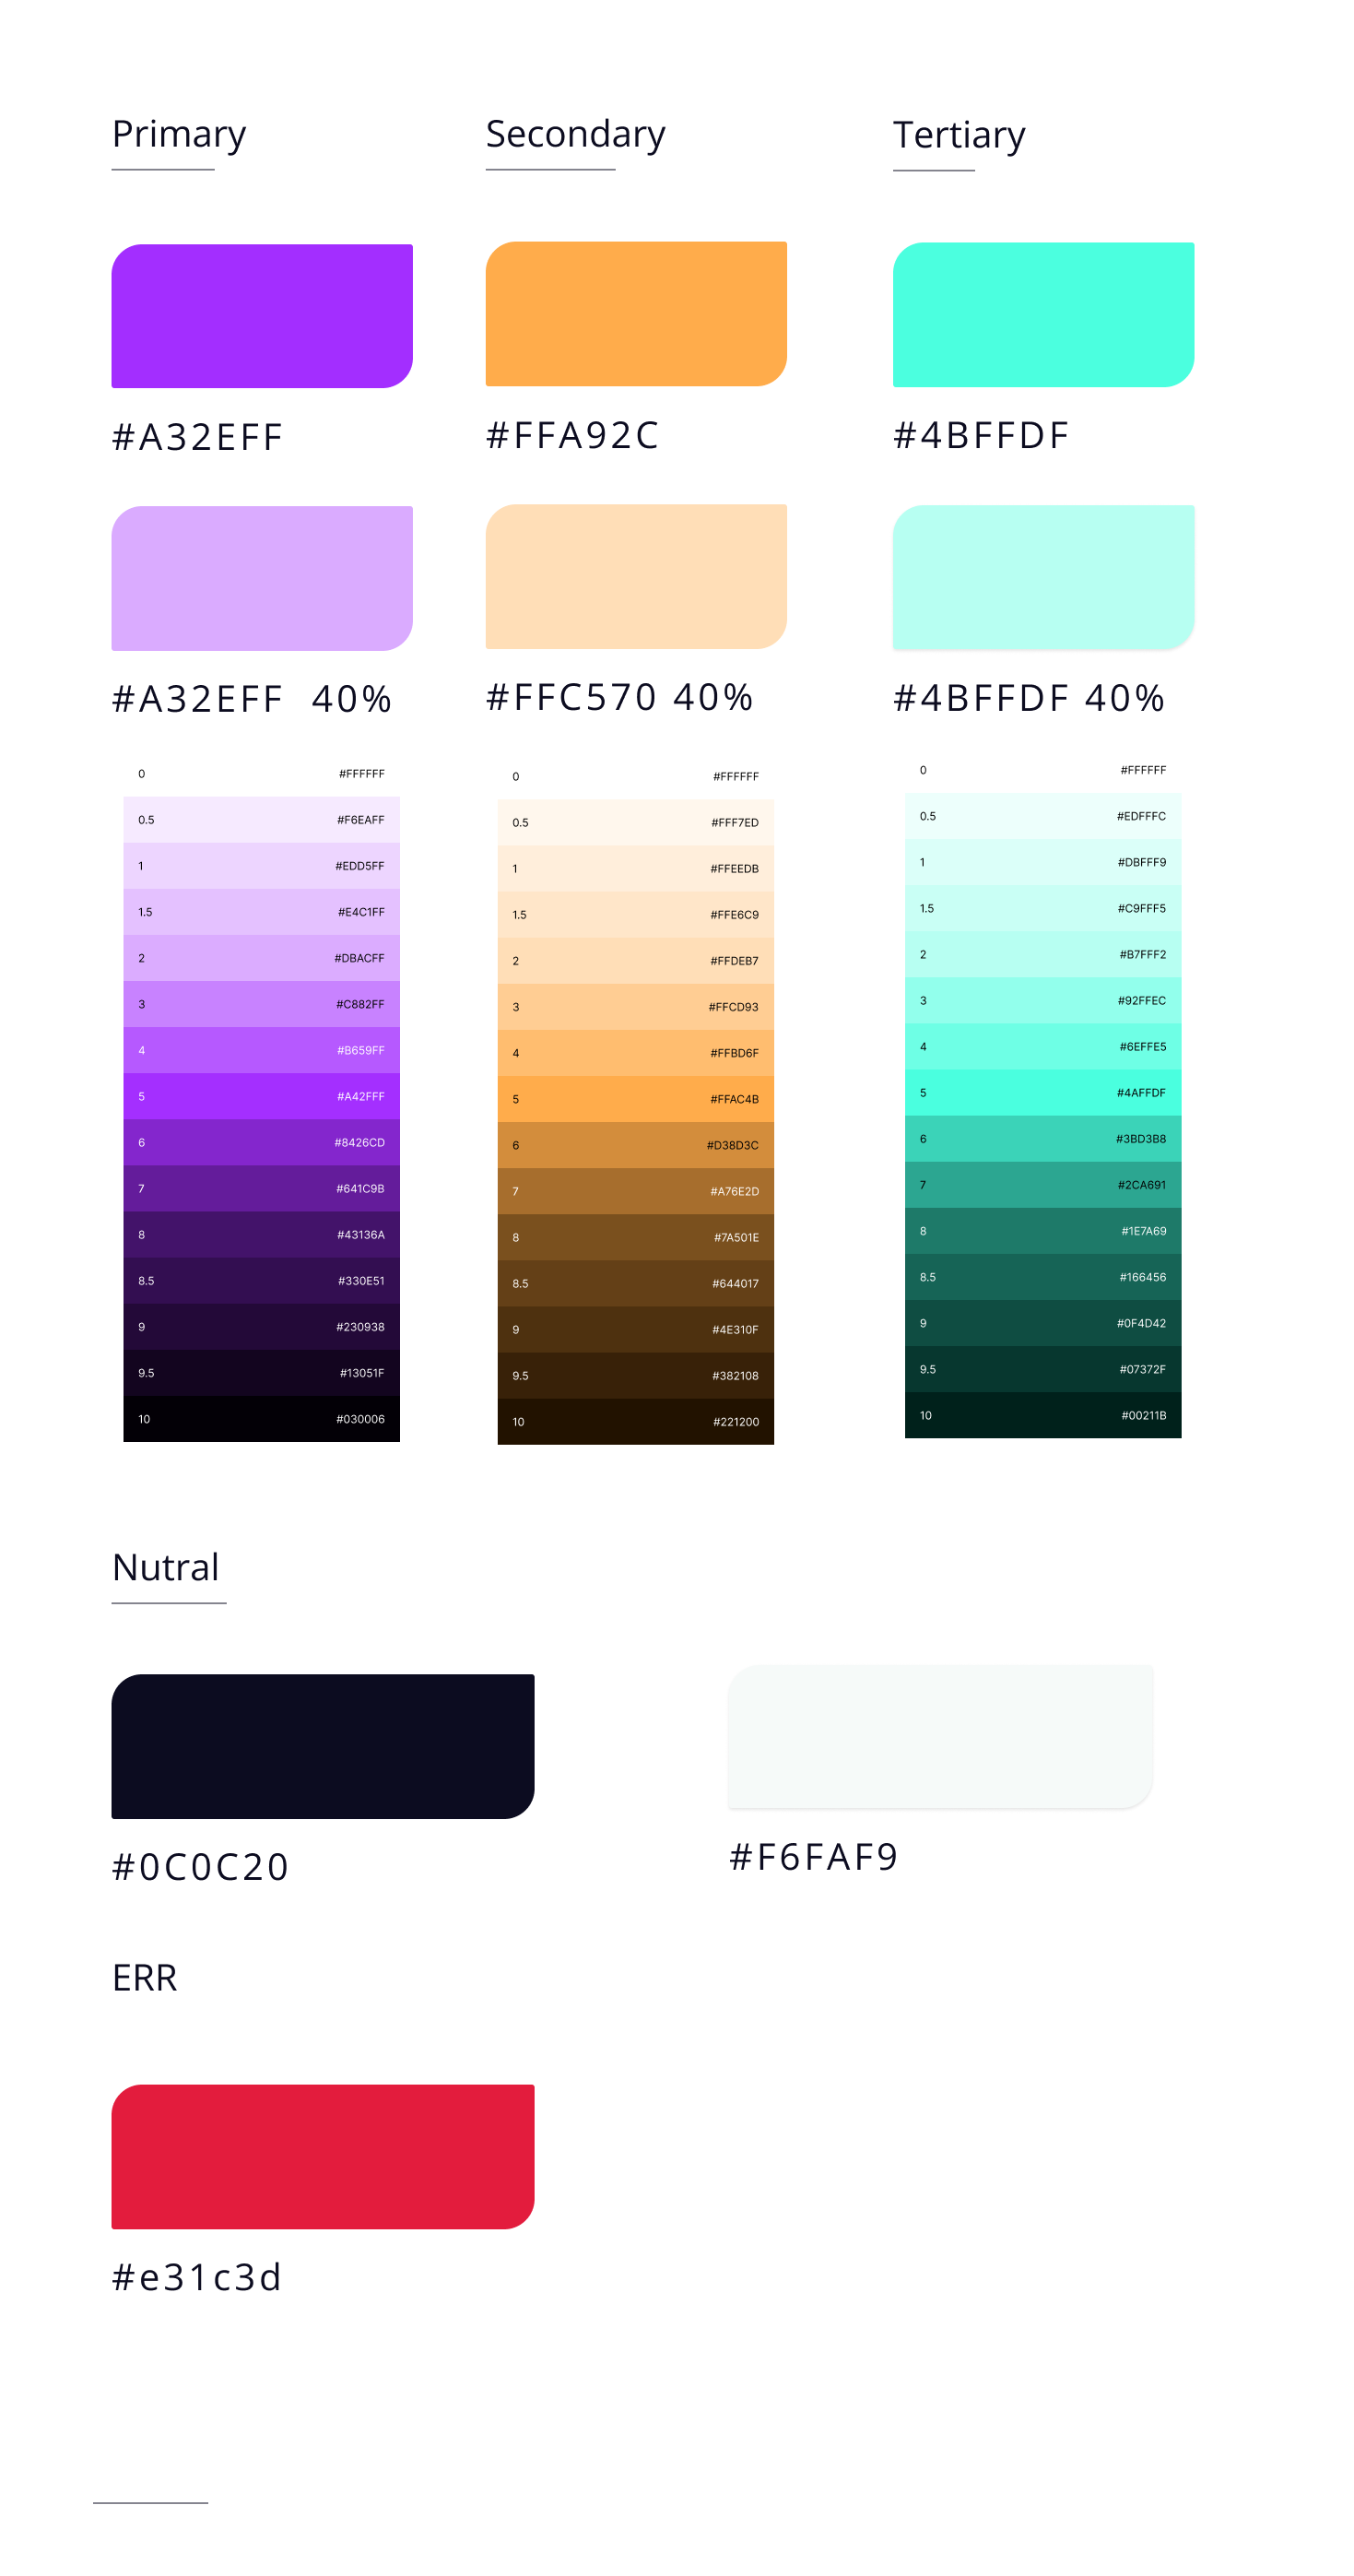 Primary
Secondary
Tertiary
#A32EFF
#FFA92C
#4BFFDF
#A32EFF 40%
#FFC570 40%
#4BFFDF 40%
0 #FFFFFF
0.5 #F6EAFF
1 #EDD5FF
1.5 #E4C1FF
2 #DBACFF
3 #C882FF
4 #B659FF
5 #A42FFF
6 #8426CD
7 #641C9B
8 #43136A
8.5 #330E51
9 #230938
9.5 #13051F
10 #030006
0 #FFFFFF
0.5 #FFF7ED
1 #FFEEDB
1.5 #FFE6C9
2 #FFDEB7
3 #FFCD93
4 #FFBD6F
5 #FFAC4B
6 #D38D3C
7 #A76E2D
8 #7A501E
8.5 #644017
9 #4E310F
9.5 #382108
10 #221200
0 #FFFFFF
0.5 #EDFFFC
1 #DBFFF9
1.5 #C9FFF5
2 #B7FFF2
3 #92FFEC
4 #6EFFE5
5 #4AFFDF
6 #3BD3B8
7 #2CA691
8 #1E7A69
8.5 #166456
9 #0F4D42
9.5 #07372F
10 #00211B
Nutral
#0C0C20
#F6FAF9
ERR
#e31c3d